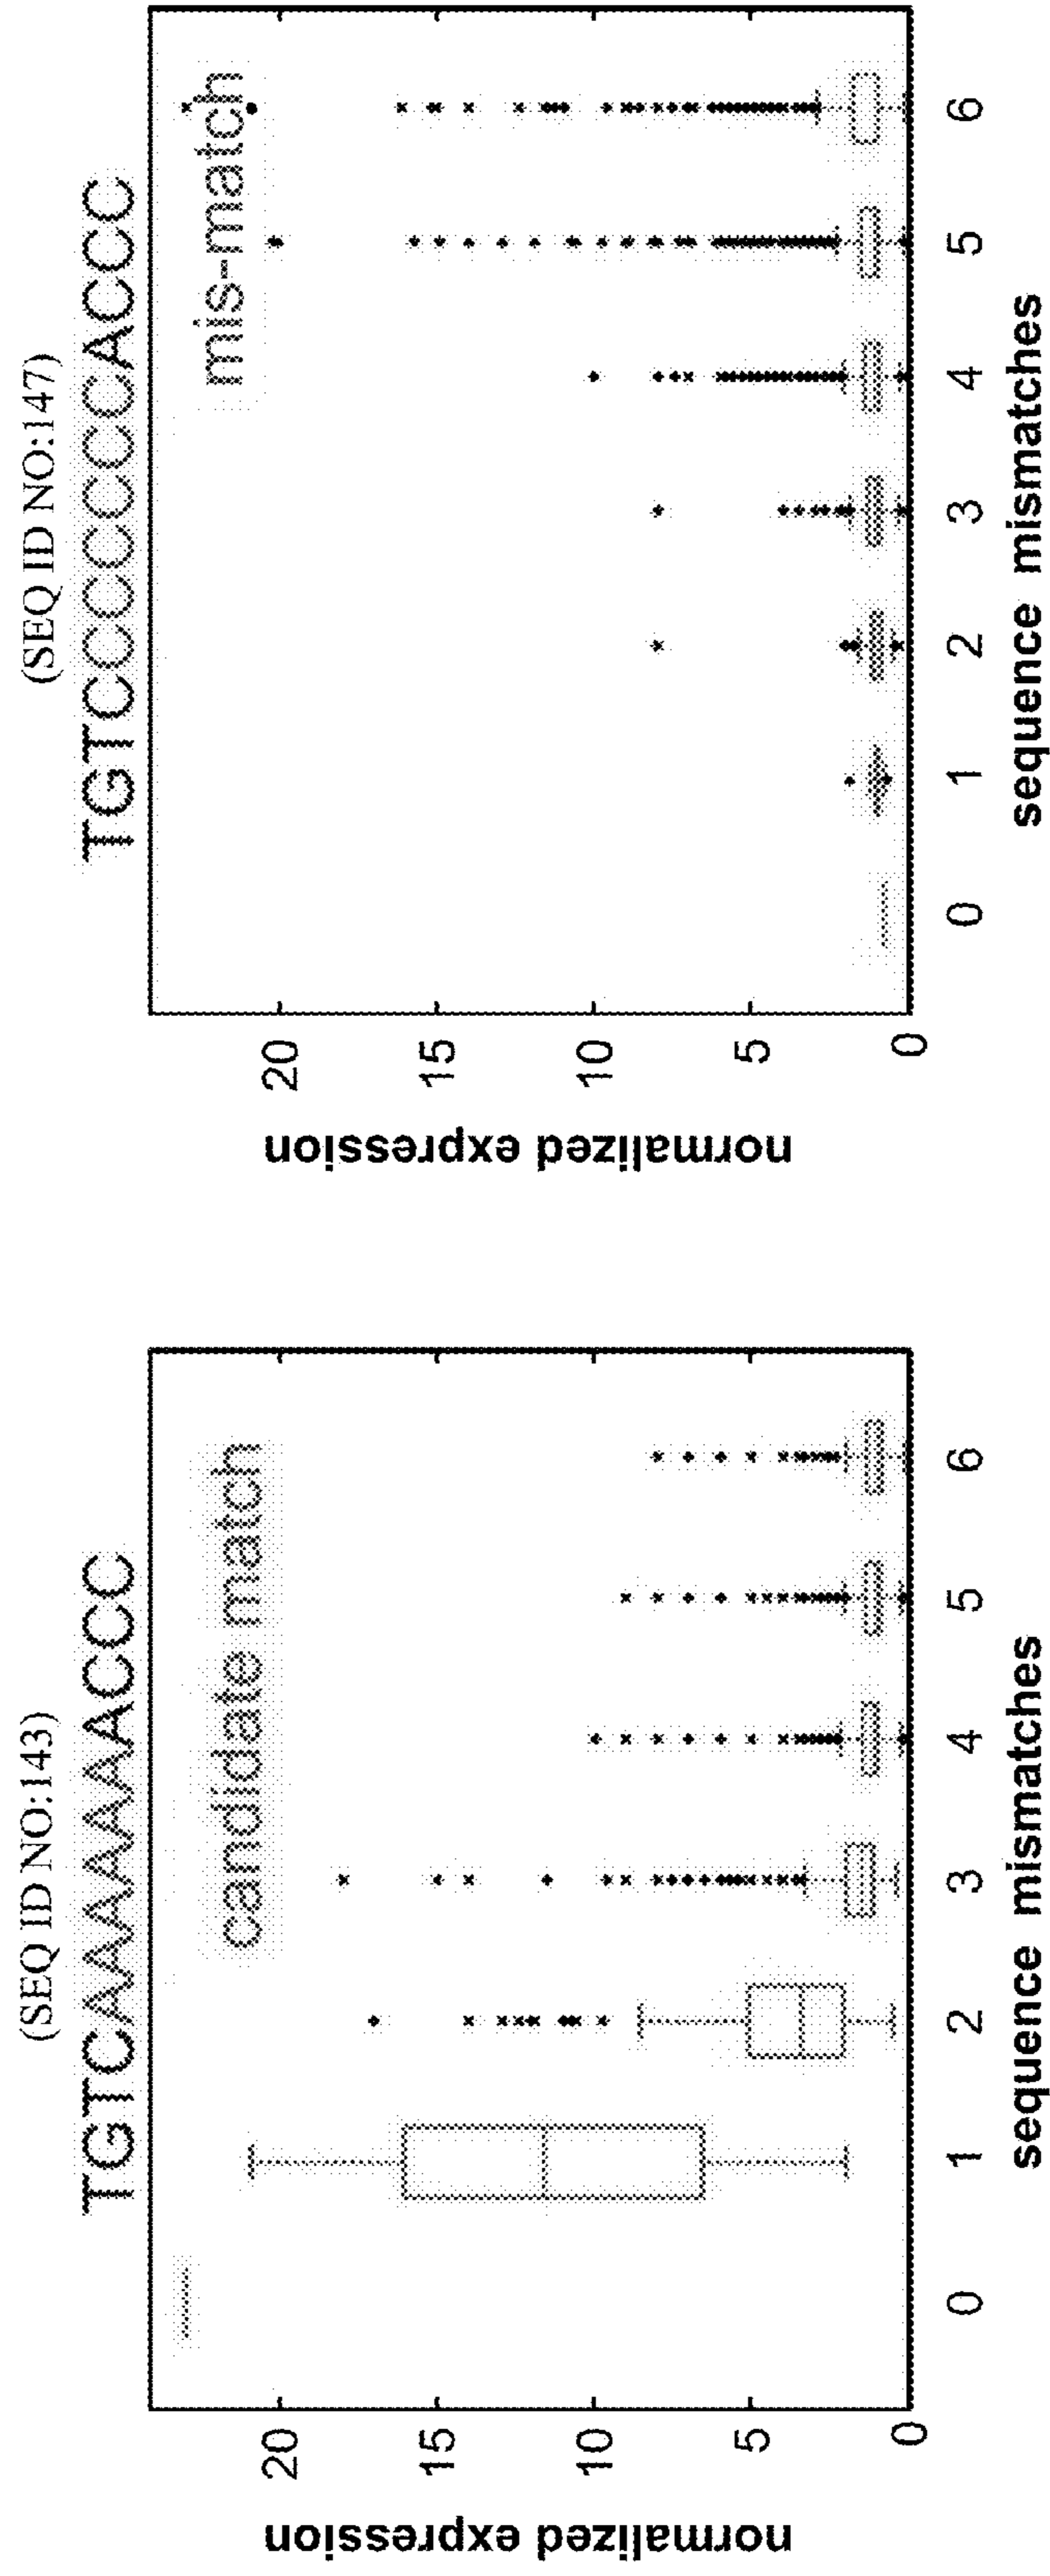 (SEQ ID NO:143)
TGTCAAAAAAACCC
candidate match
normalized expression
20
15
10
5
0
0 1 2 3 4 5 6
sequence mismatches
(SEQ ID NO:147)
TGTCCCCCCCACCC
mis-match
normalized expression
20
15
10
5
0
0 1 2 3 4 5 6
sequence mismatches